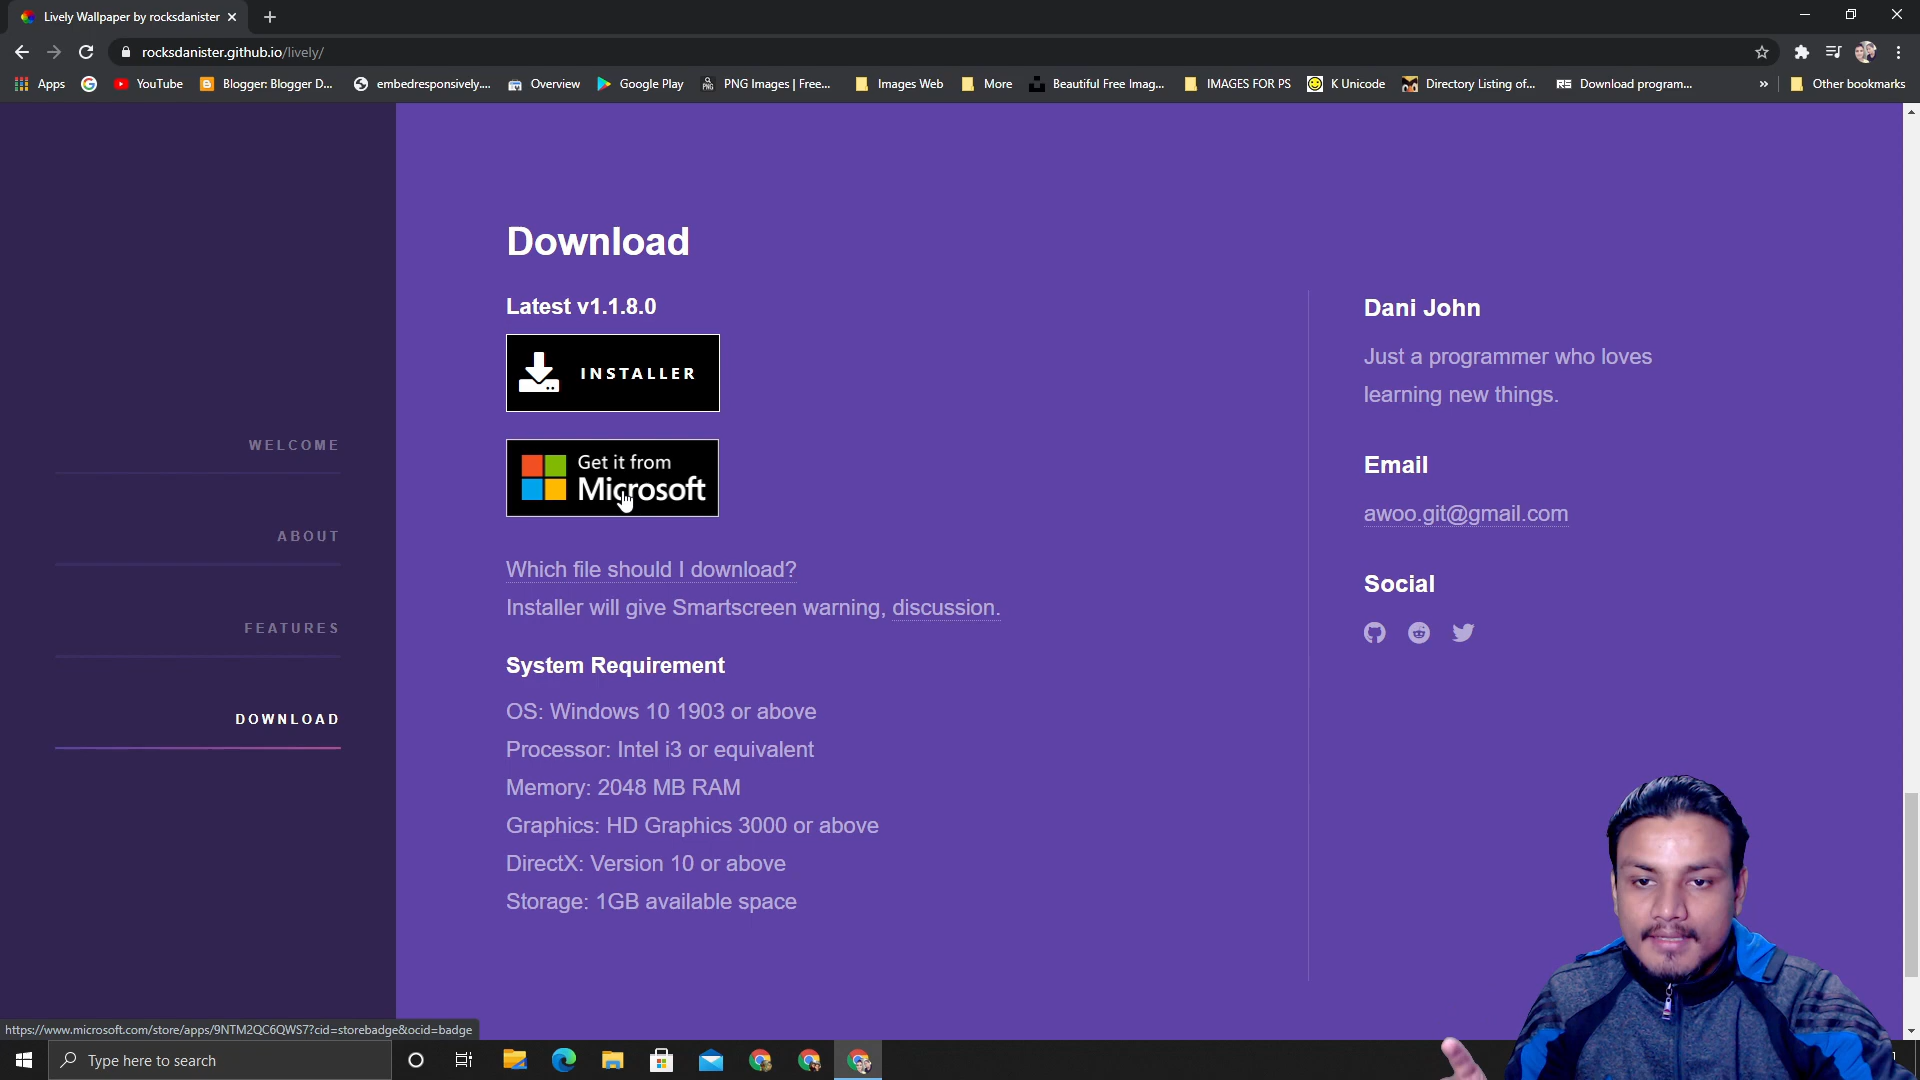 Lively Wallpaper by rocksdanister
rocksdanister.github.io/lively/
Apps
YouTube
Blogger: Blogger D...
embedresponsively....
Overview
Google Play
PNG Images | Free...
Images Web
More
Beautiful Free Imag...
IMAGES FOR PS
K Unicode
Directory Listing of...
Download program...
Other bookmarks
WELCOME
ABOUT
FEATURES
DOWNLOAD
Download
Latest v1.1.8.0
INSTALLER
Get it from
Microsoft
Which file should I download?
Installer will give Smartscreen warning, discussion.
System Requirement
OS: Windows 10 1903 or above
Processor: Intel i3 or equivalent
Memory: 2048 MB RAM
Graphics: HD Graphics 3000 or above
DirectX: Version 10 or above
Storage: 1GB available space
Dani John
Just a programmer who loves
learning new things.
Email
awoo.git@gmail.com
Social
https://www.microsoft.com/store/apps/9NTM2QC6QWS7?cid=storebadge&ocid=badge
Type here to search